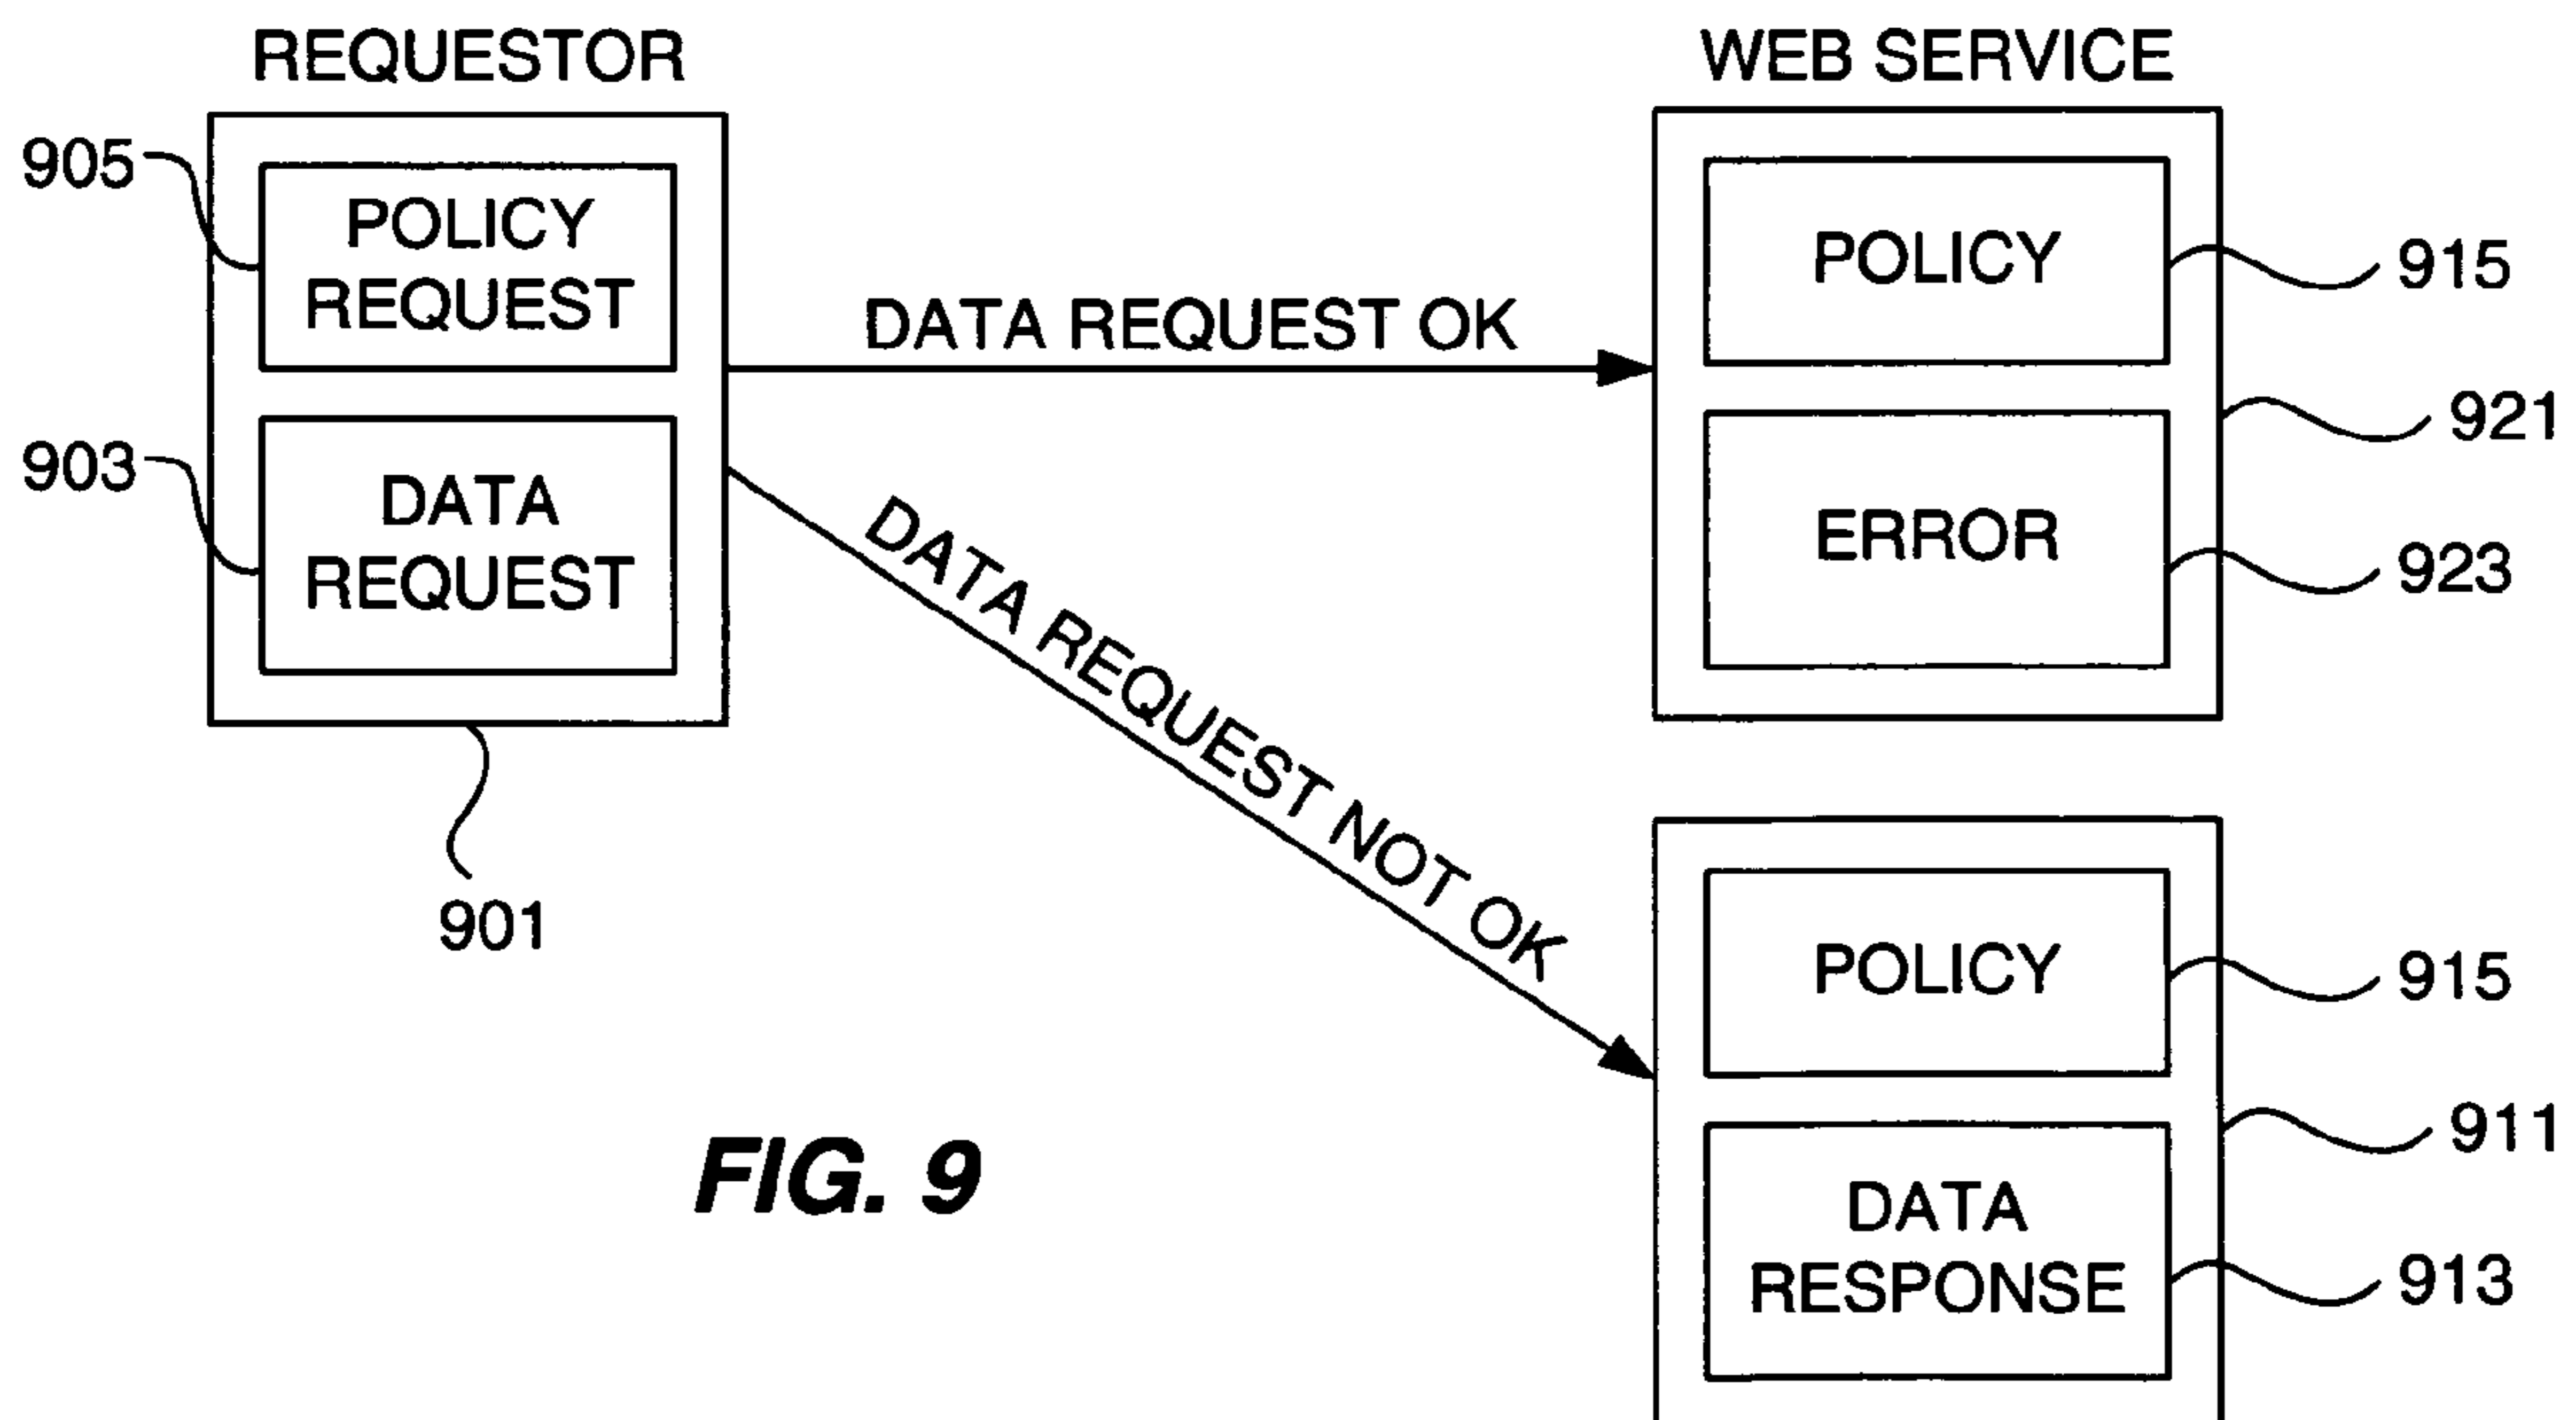 REQUESTOR
WEB SERVICE
905
POLICY
REQUEST
903
DATA
REQUEST
901
DATA REQUEST OK
DATA REQUEST NOT OK
POLICY
915
921
ERROR
923
POLICY
915
911
DATA
RESPONSE
913
FIG. 9